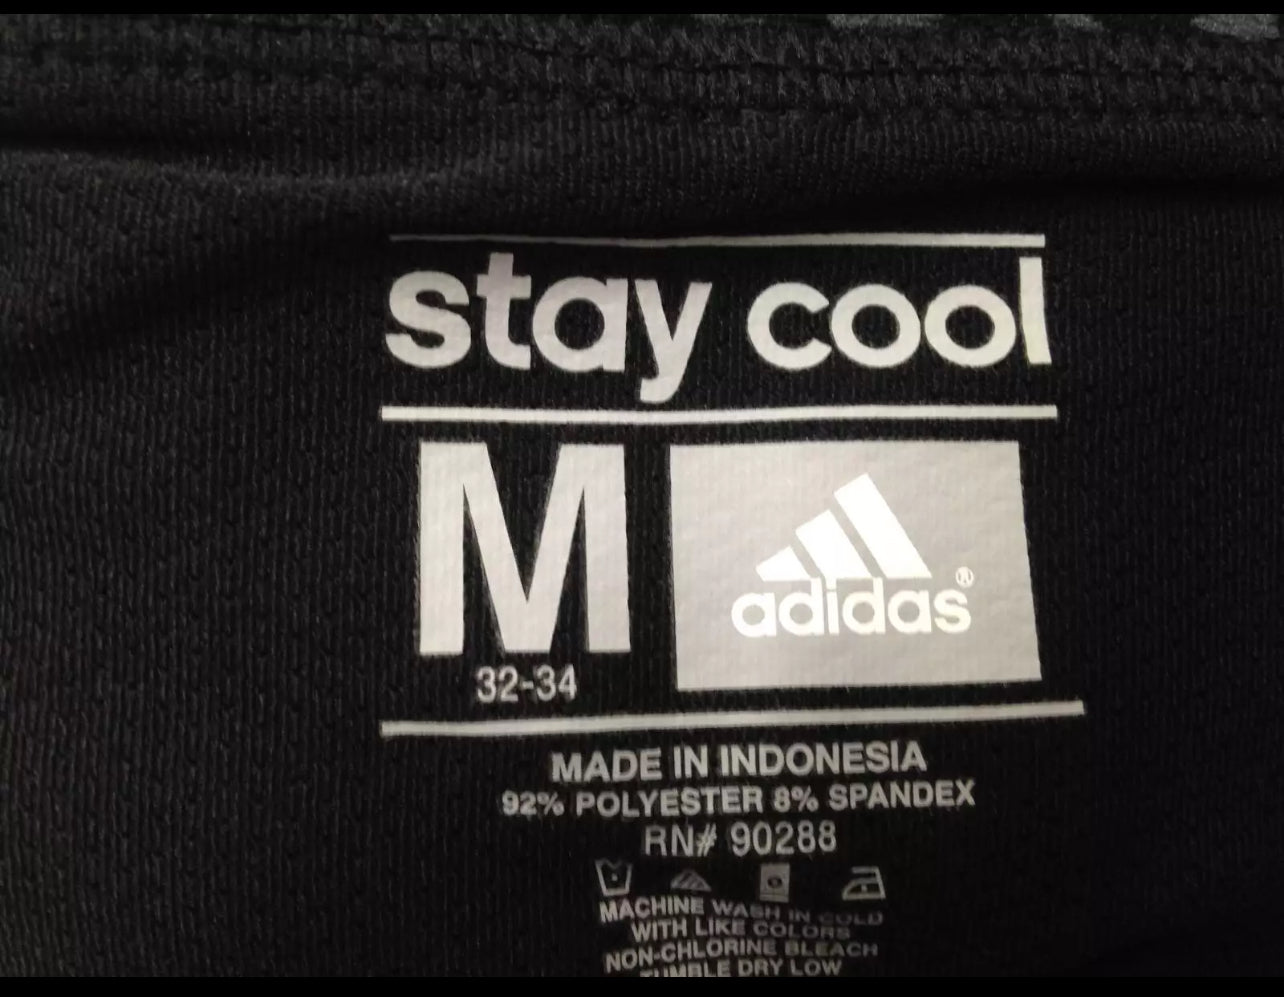 stay cool
M
adidas®
32-34
MADE IN INDONESIA
92% POLYESTER 8% SPANDEX
RN# 90288
MACHINE WASH IN COLD
WITH LIKE COLORS
NON-CHLORINE BLEACH
TUMBLE DRY LOW